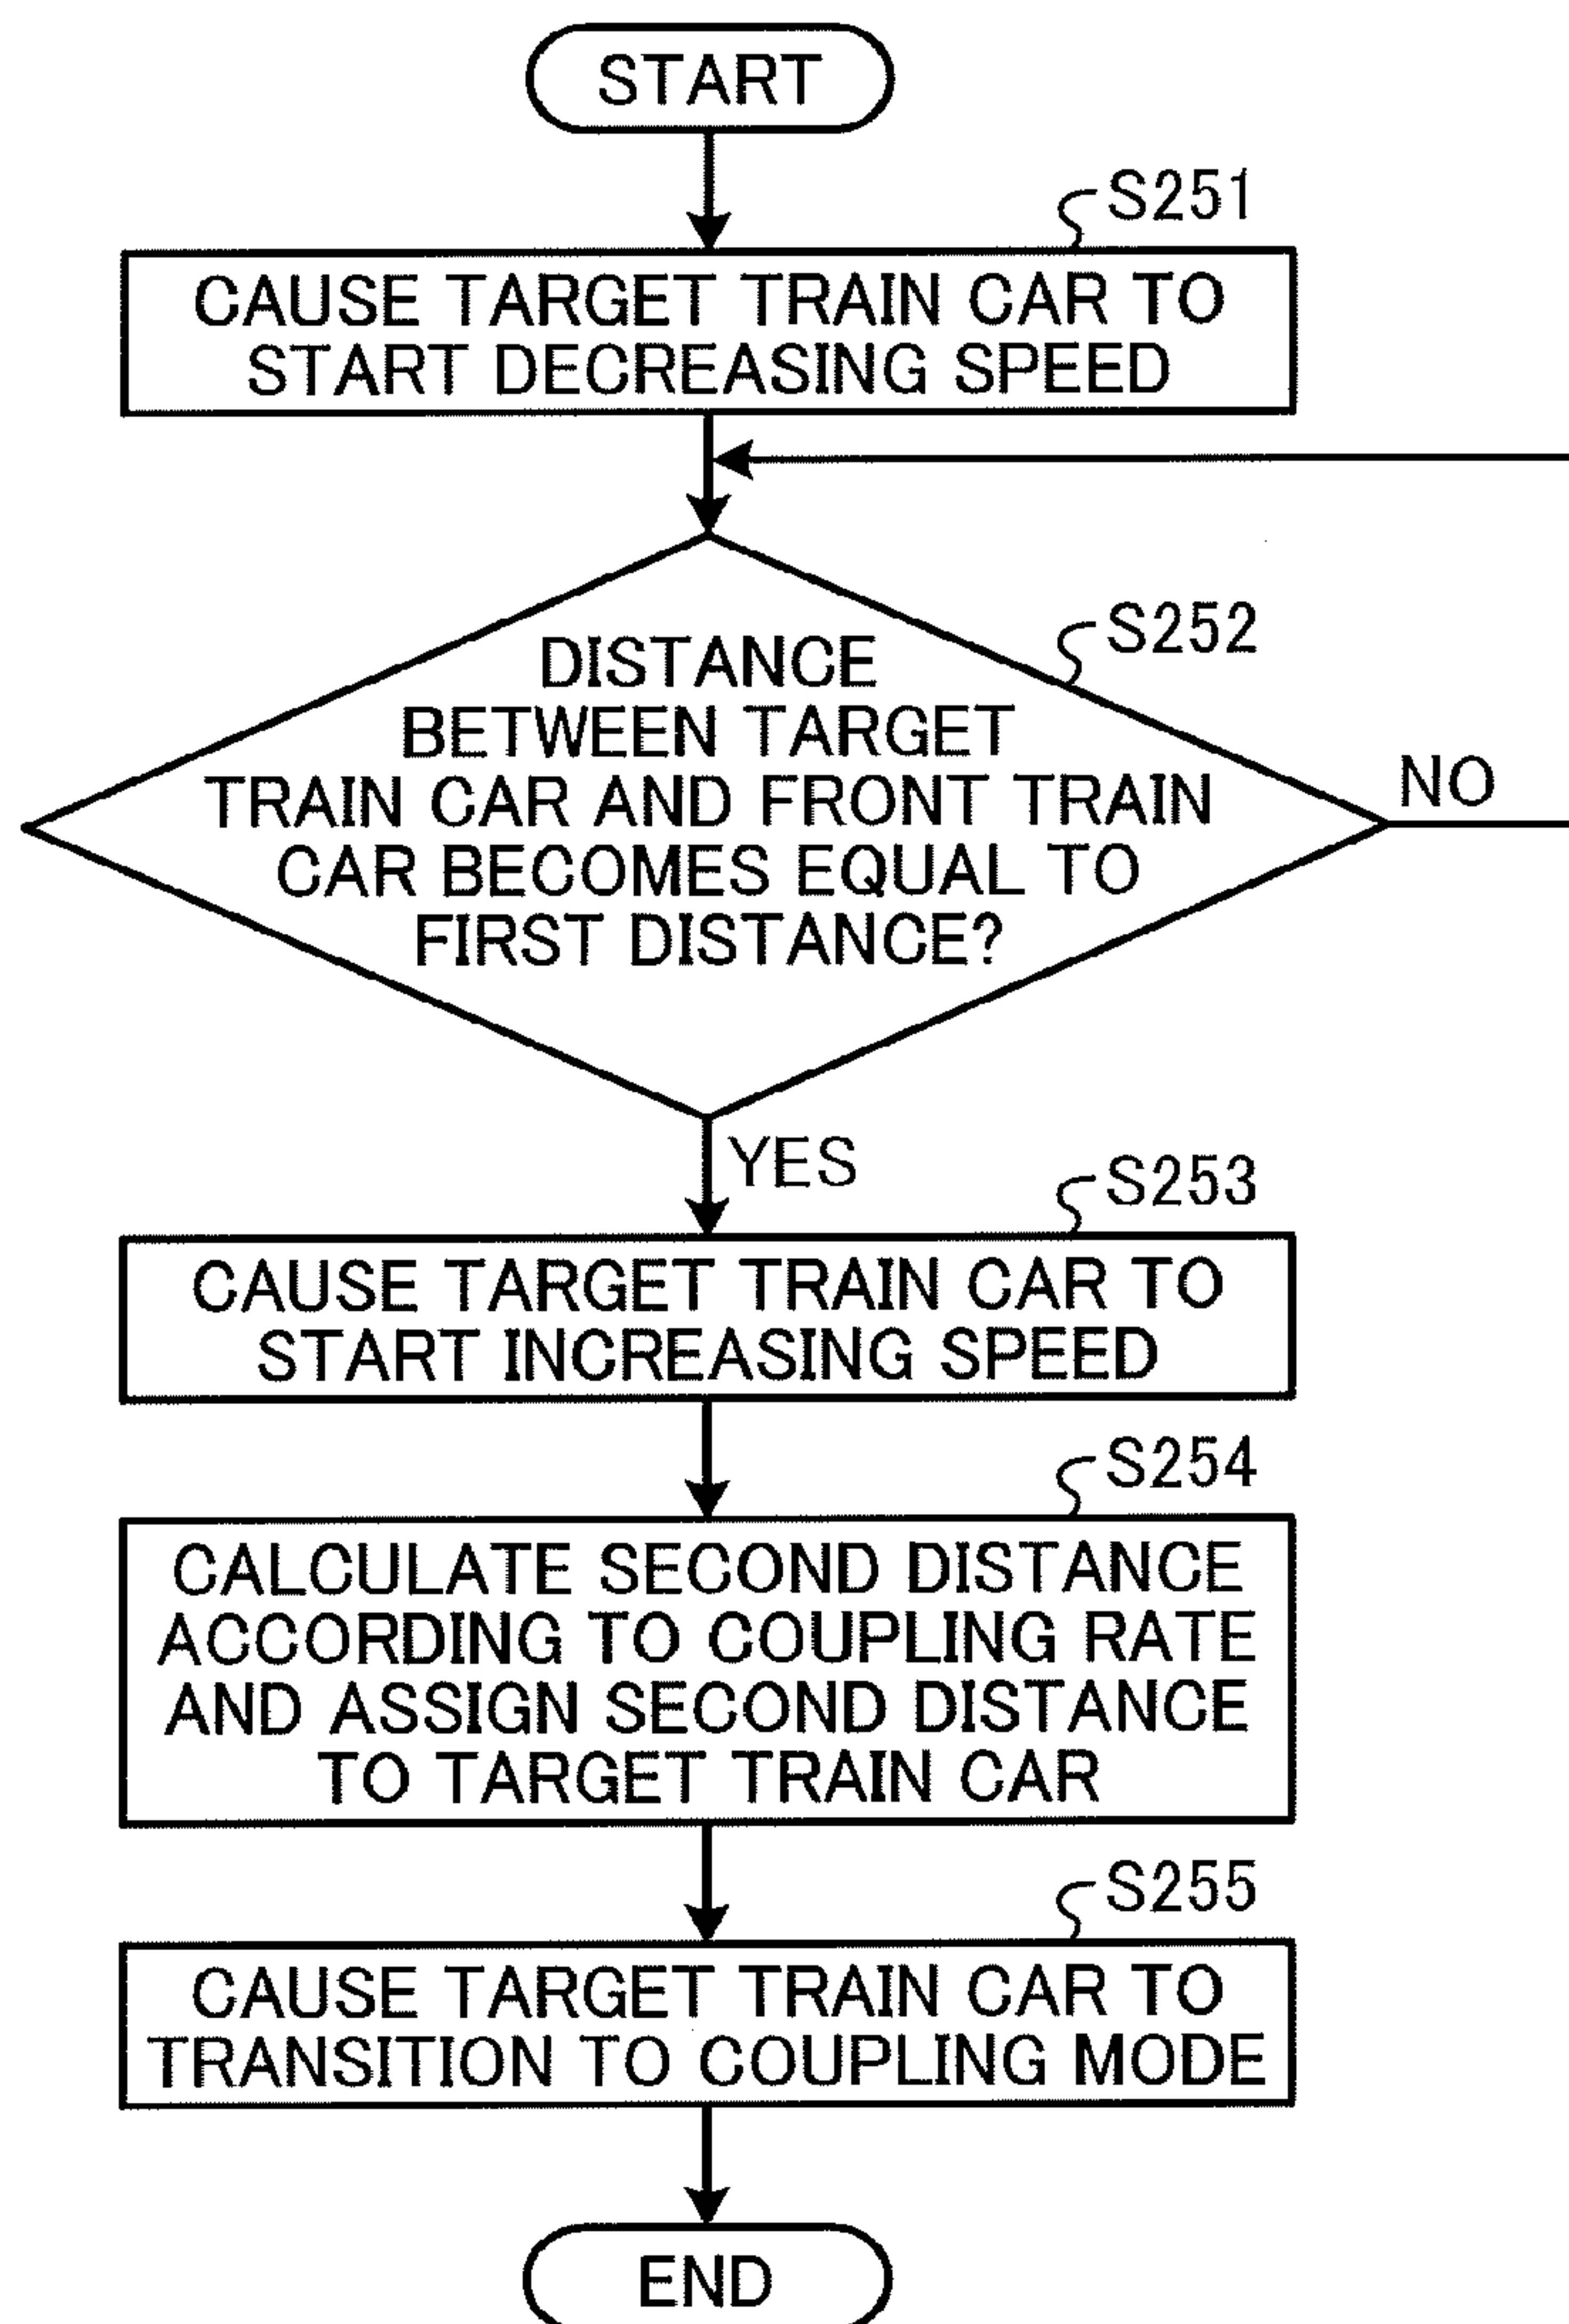 START
S251
CAUSE TARGET TRAIN CAR TO
START DECREASING SPEED
S252
DISTANCE
BETWEEN TARGET
TRAIN CAR AND FRONT TRAIN
CAR BECOMES EQUAL TO
FIRST DISTANCE?
NO
YES
S253
CAUSE TARGET TRAIN CAR TO
START INCREASING SPEED
S254
CALCULATE SECOND DISTANCE
ACCORDING TO COUPLING RATE
AND ASSIGN SECOND DISTANCE
TO TARGET TRAIN CAR
S255
CAUSE TARGET TRAIN CAR TO
TRANSITION TO COUPLING MODE
END